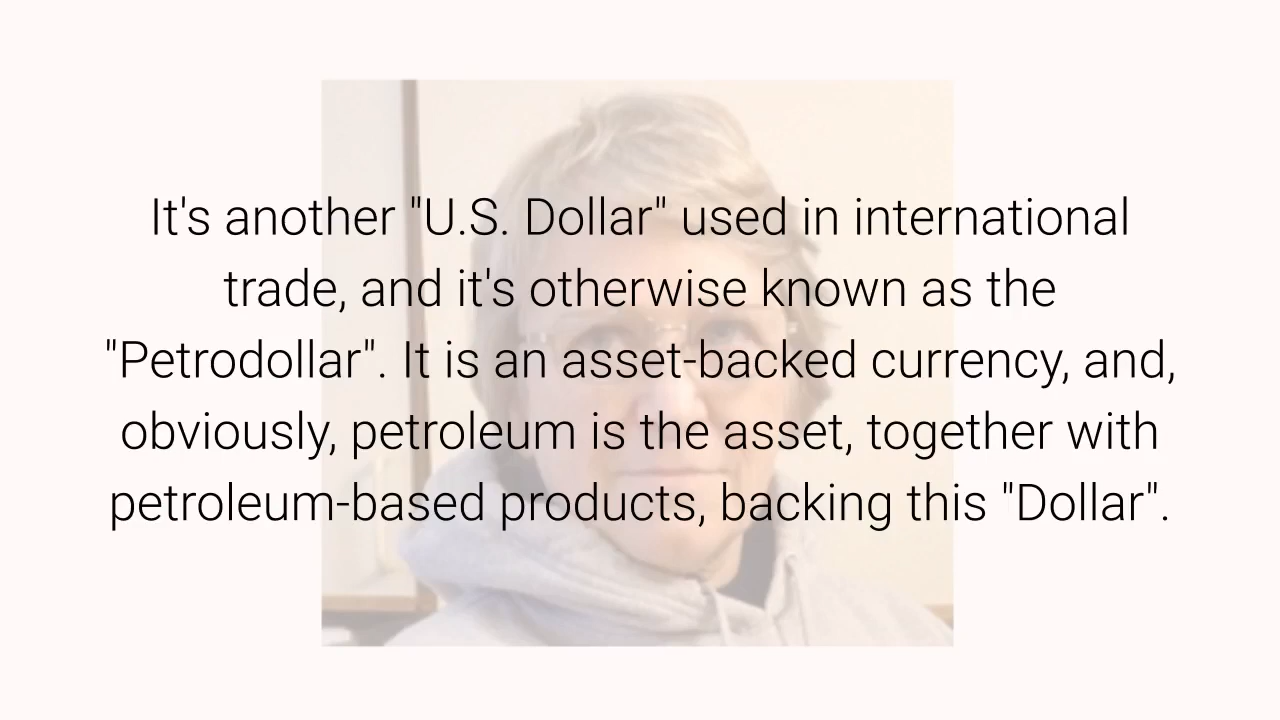 It's another "U.S. Dollar" used in international
trade, and it's otherwise known as the
"Petrodollar". It is an asset-backed currency, and,
obviously, petroleum is the asset, together with
petroleum-based products, backing this "Dollar".